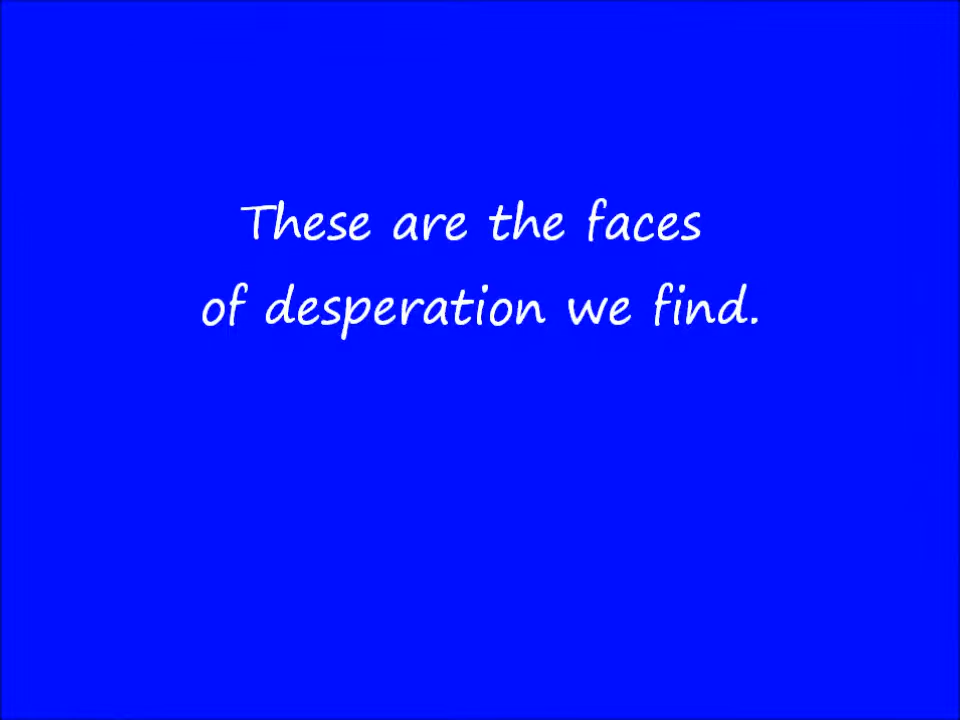 These are the faces
of desperation we find.